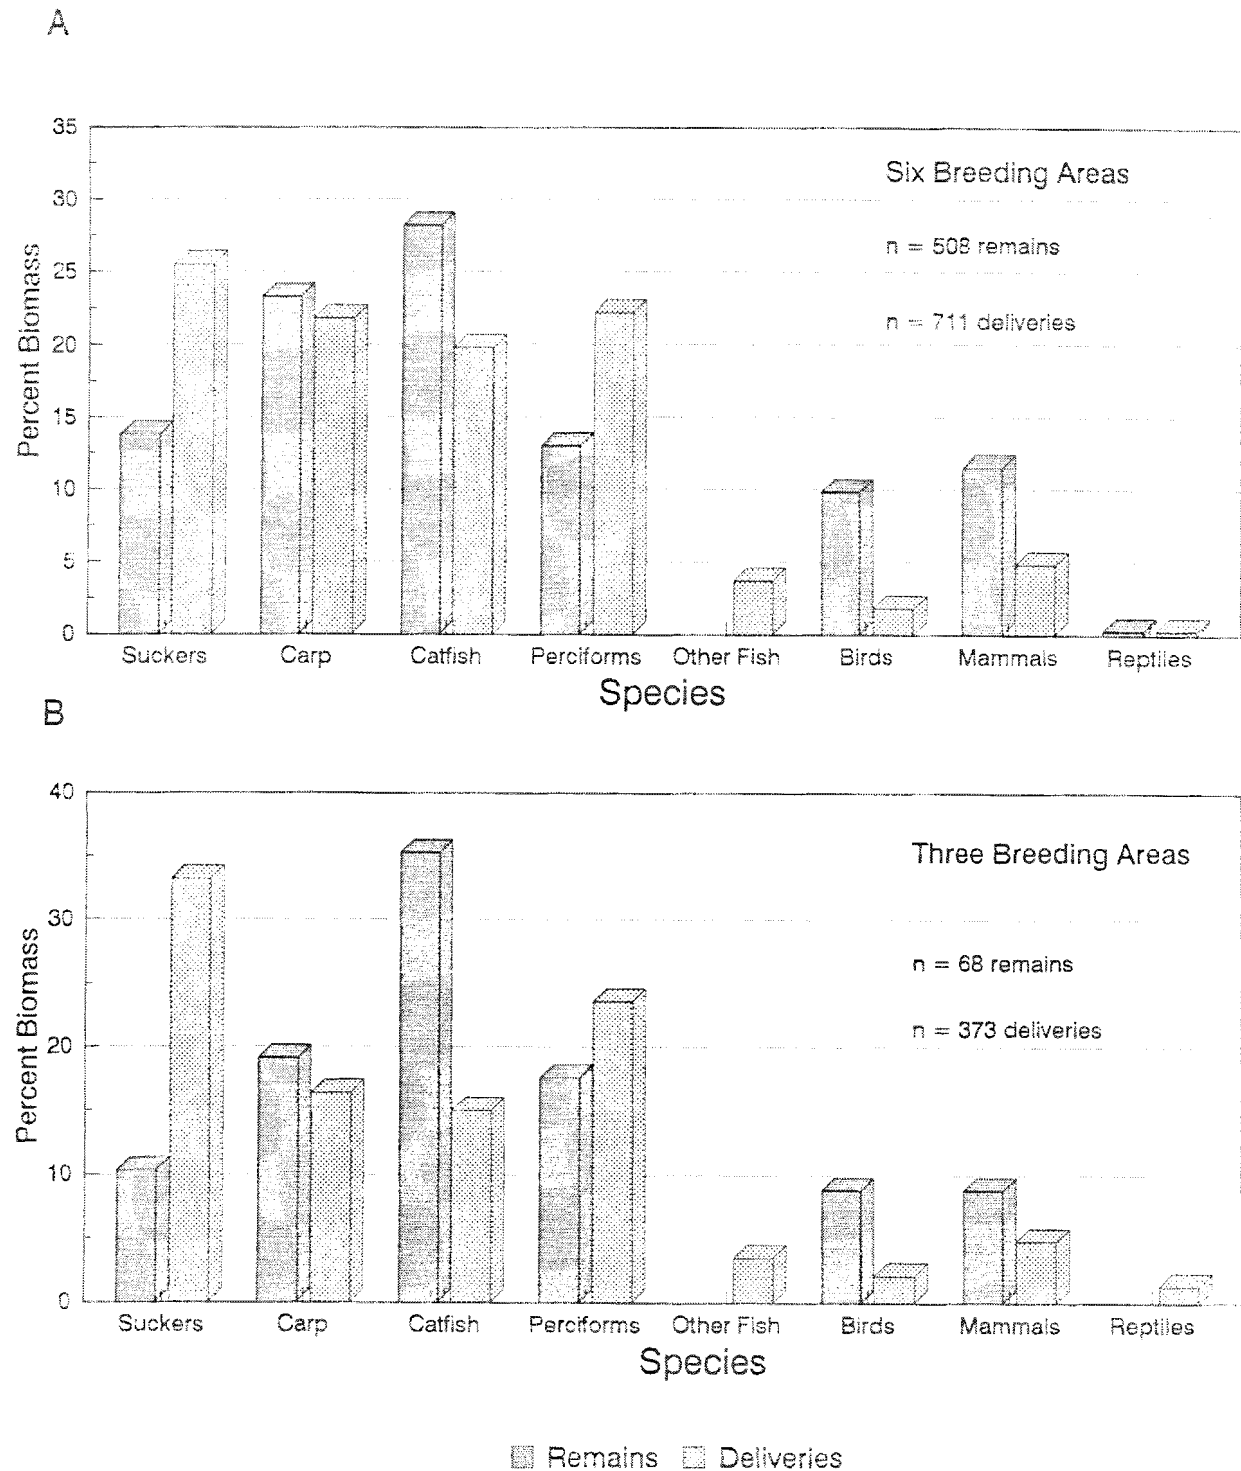 A
35
30
25
20
15
10
5
0
Percent Biomass
Six Breeding Areas
n = 508 remains
n = 711 deliveries
Suckers Carp Catfish Perciforms Other Fish Birds Mammals Reptiles
Species
B
40
30
20
10
0
Percent Biomass
Three Breeding Areas
n = 68 remains
n = 373 deliveries
Suckers Carp Catfish Perciforms Other Fish Birds Mammals Reptiles
Species
Remains Deliveries